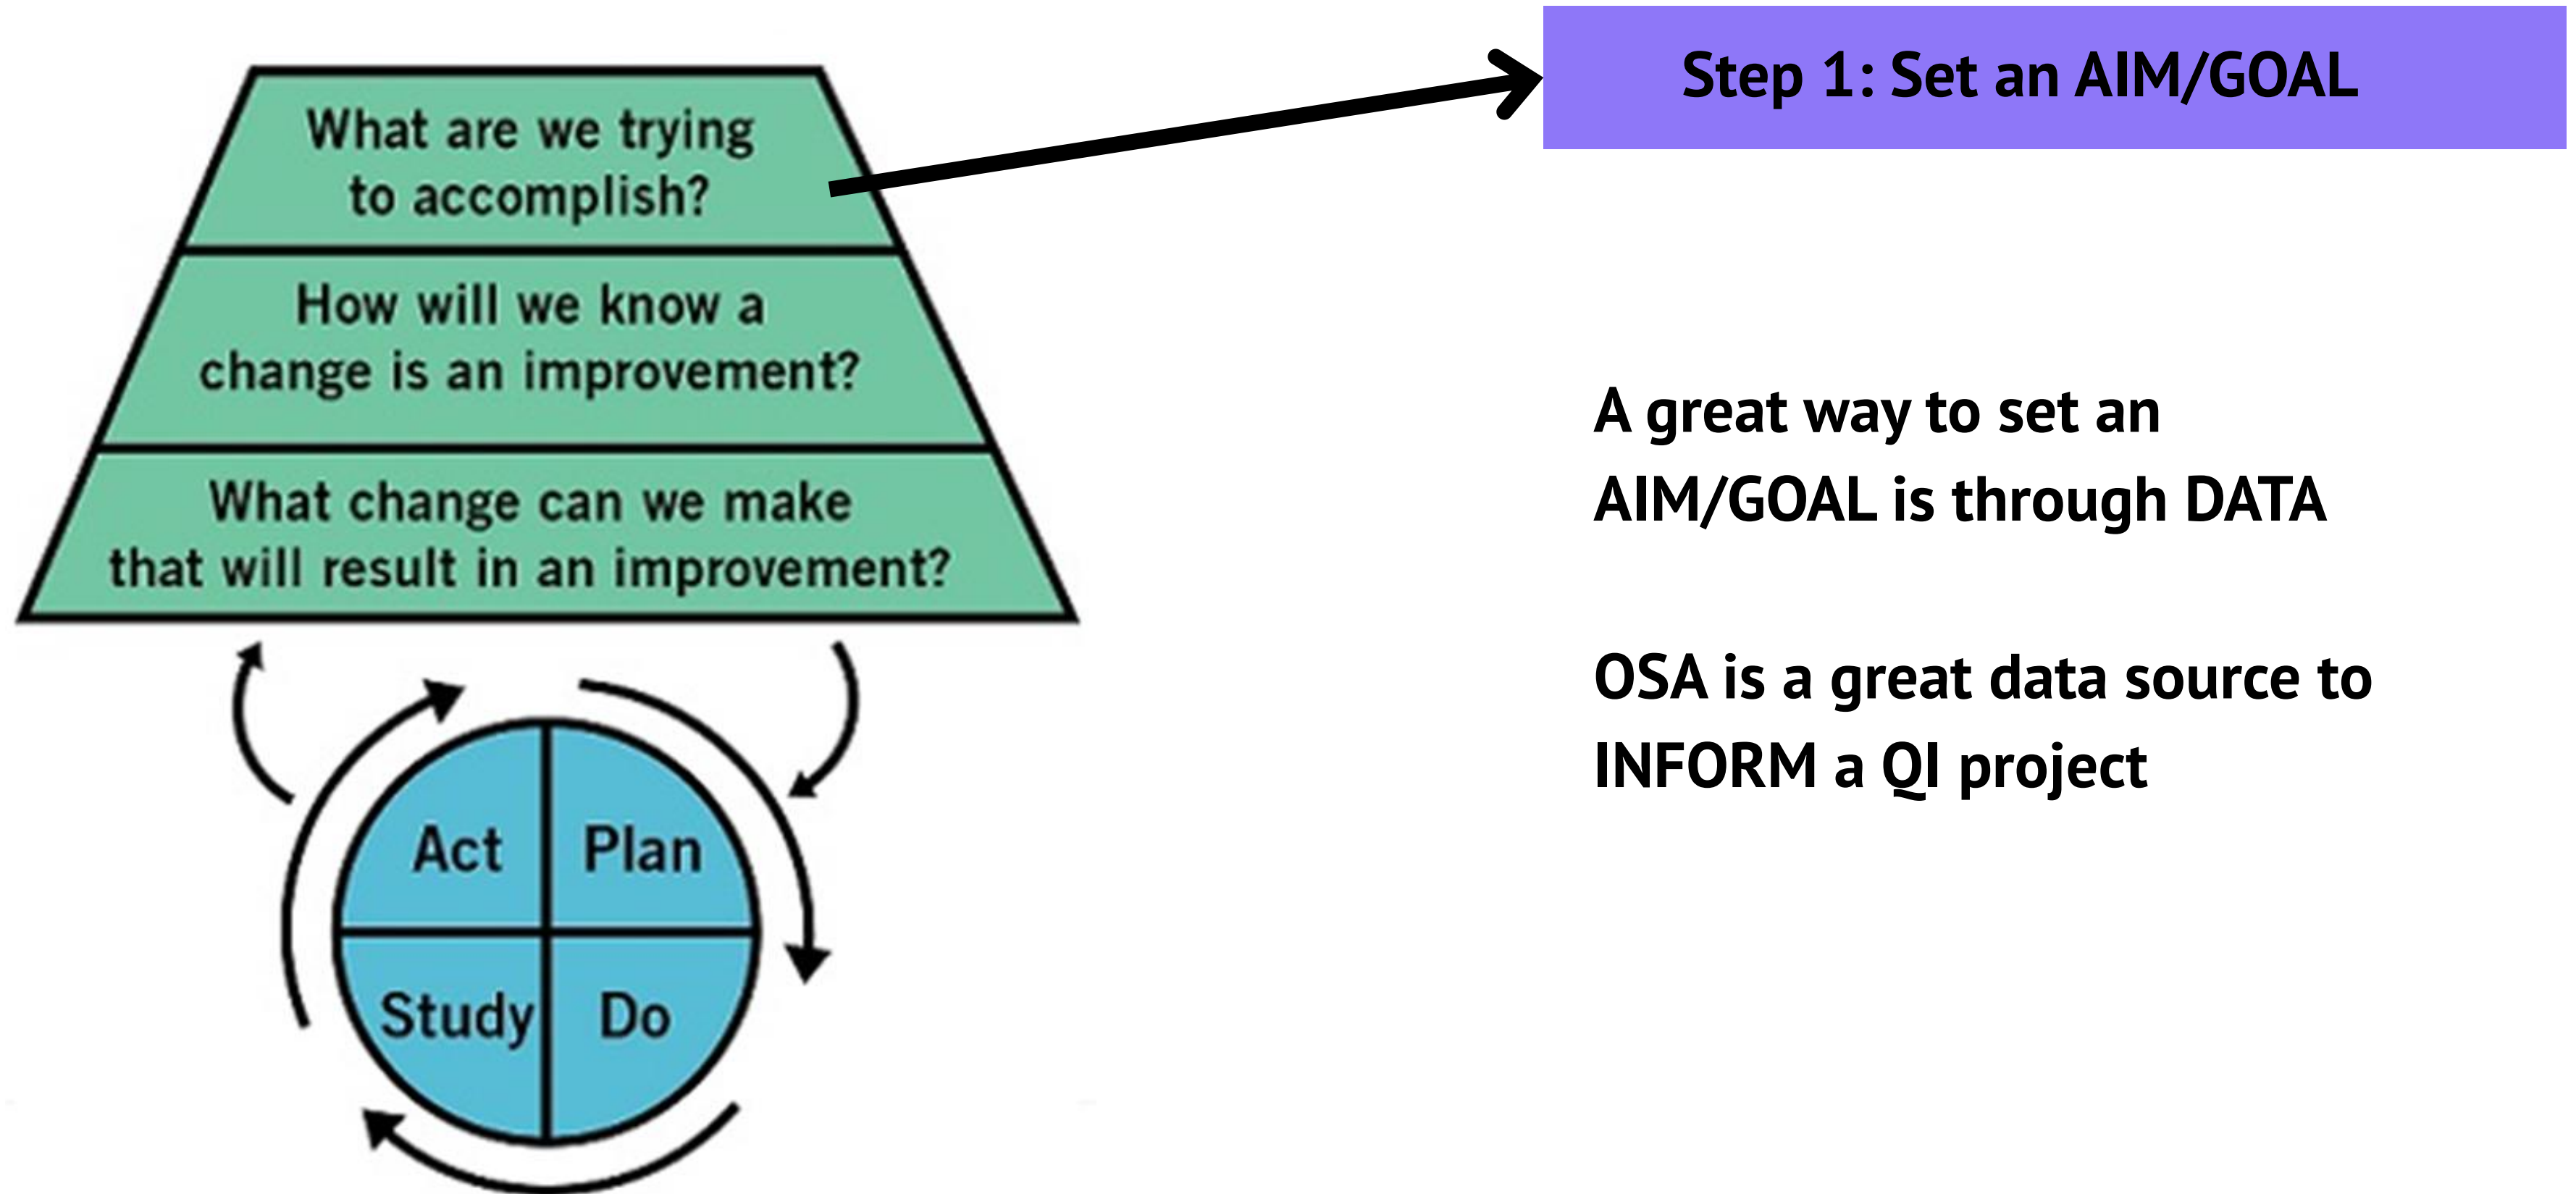 What are we trying
to accomplish?
How will we know a
change is an improvement?
What change can we make
that will result in an improvement?
Act
Plan
Study
Do
Step 1: Set an AIM/GOAL
A great way to set an
AIM/GOAL is through DATA
OSA is a great data source to
INFORM a QI project